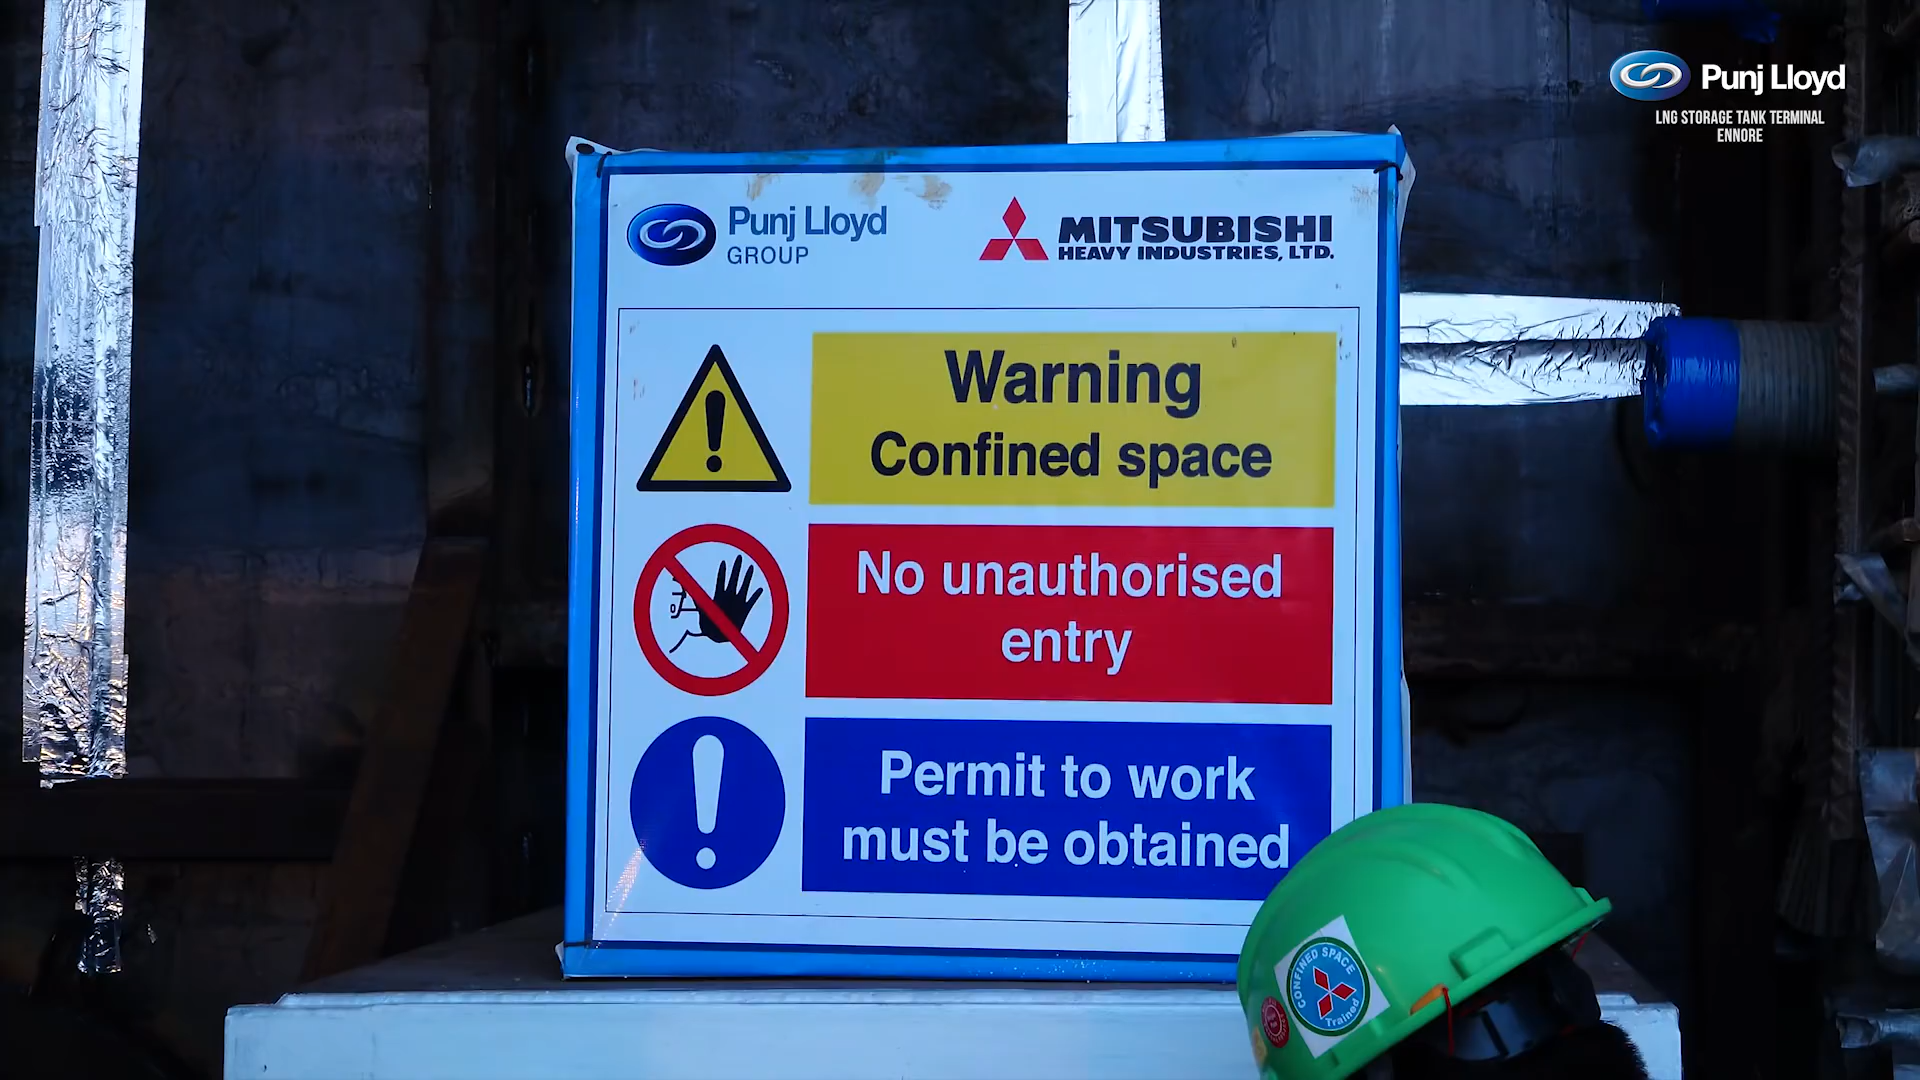 Punj Lloyd
LNG STORAGE TANK TERMINAL
ENNORE
Punj Lloyd
GROUP
MITSUBISHI
HEAVY INDUSTRIES, LTD.
Warning
Confined space
No unauthorised
entry
Permit to work
must be obtained
CONFINED SPACE
Trained